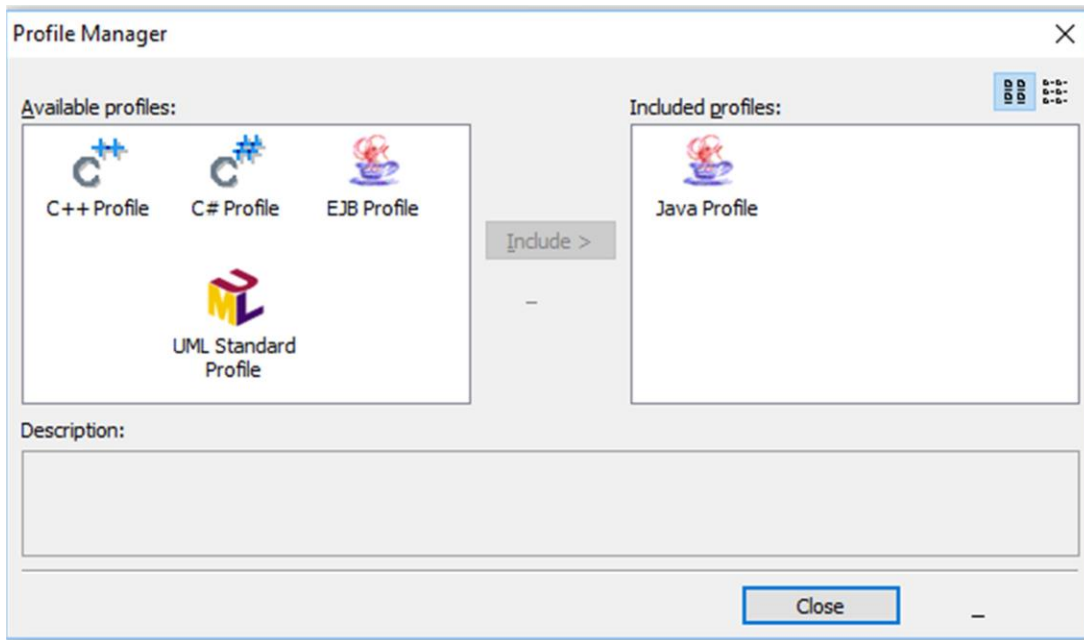 Profile Manager
Available profiles:
Included profiles:
C++ Profile
C# Profile
EJB Profile
Java Profile
Include >
UML Standard
Profile
Description:
Close